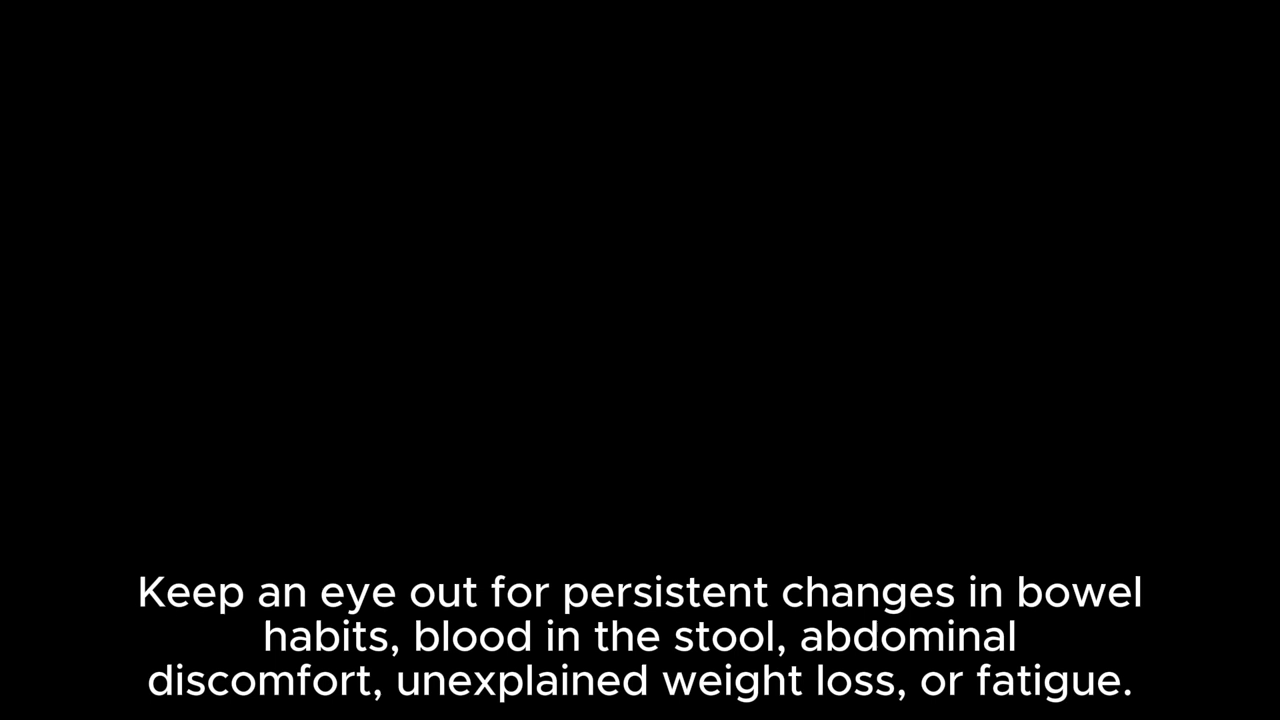 Keep an eye out for persistent changes in bowel
habits, blood in the stool, abdominal
discomfort, unexplained weight loss, or fatigue.